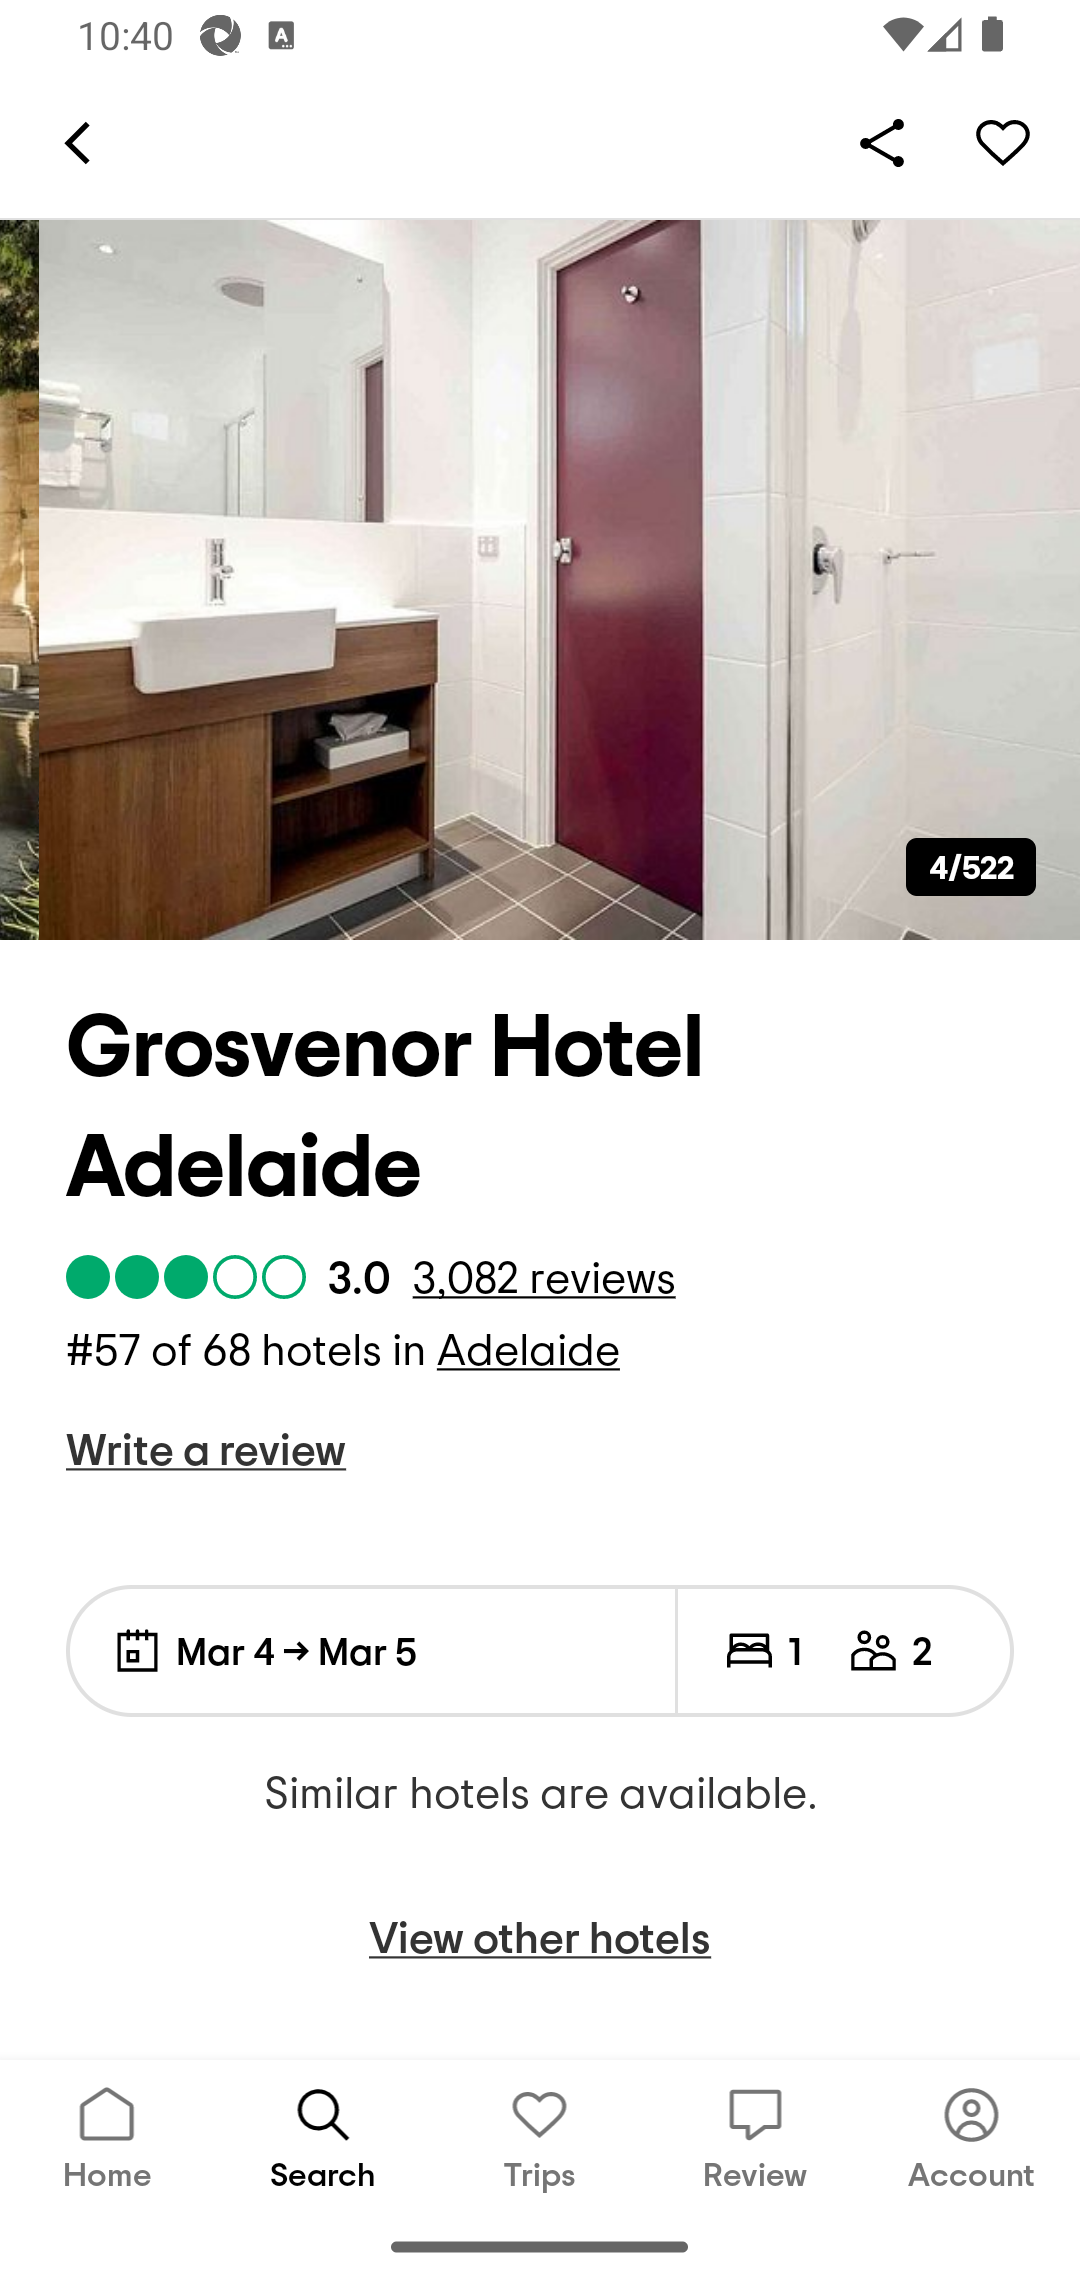 10:40
4/522
Grosvenor Hotel
Adelaide
3.0 3,082 reviews
#57 of 68 hotels in Adelaide
Write a review
Mar 4 → Mar 5 1 2
Similar hotels are available.
View other hotels
Home Search Trips Review Account